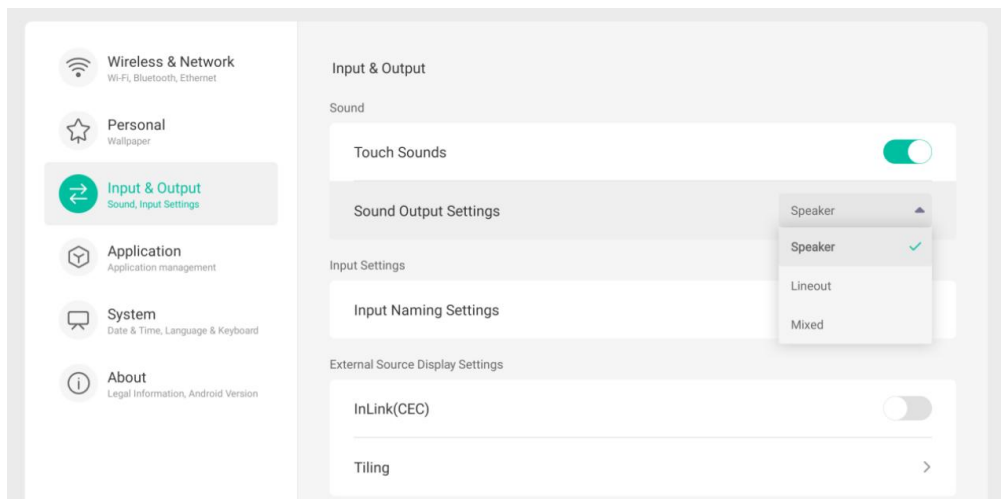 Wireless & Network
Wi-Fi, Bluetooth, Ethernet
Personal
Wallpaper
Input & Output
Sound, Input Settings
Application
Application management
System
Date & Time, Language & Keyboard
About
Legal Information, Android Version
Input & Output
Sound
Touch Sounds
Sound Output Settings
Speaker
Speaker
Lineout
Mixed
Input Settings
Input Naming Settings
External Source Display Settings
InLink(CEC)
Tiling